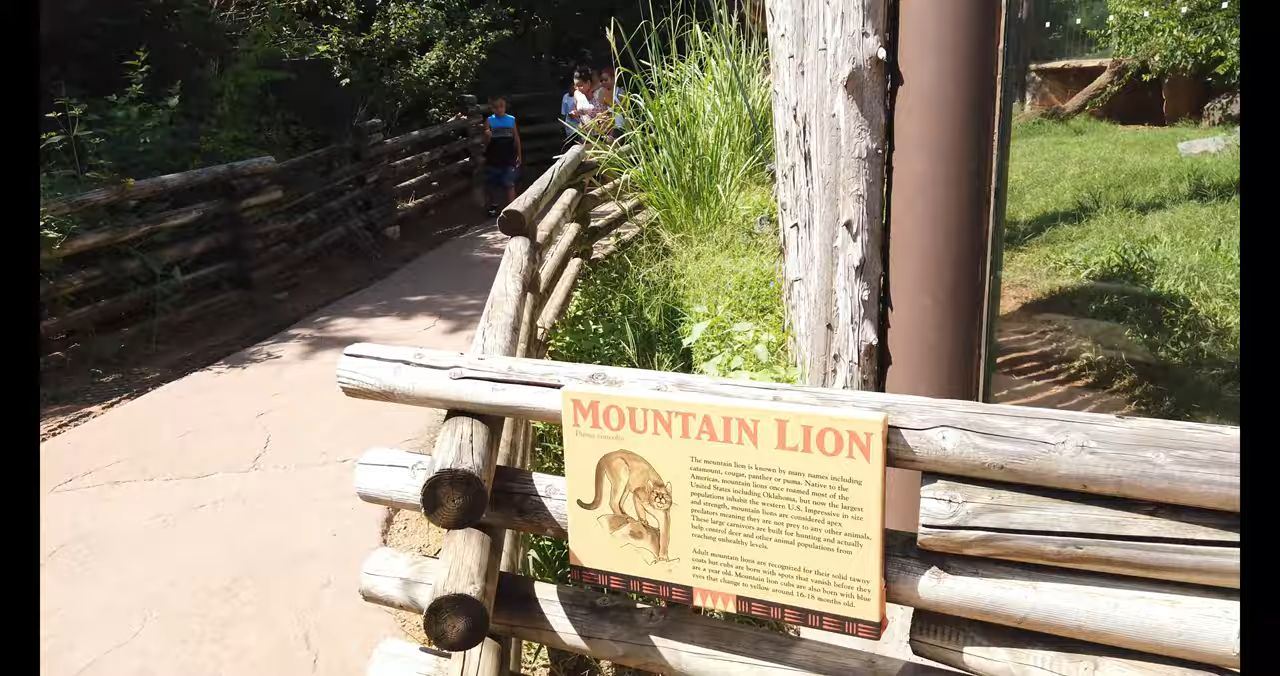 MOUNTAIN LION
Puma concolor
The mountain lion is known by many names including
catamount, cougar, panther or puma. Native to the
Americas, mountain lions once roamed most of the
United States including Oklahoma, but now the largest
populations inhabit the western U.S. Impressive in size
and strength, mountain lions are considered apex
predators meaning they are not prey to any other animals.
These large carnivors are built for hunting and actually
help control deer and other animal populations from
reaching unhealthy levels.
Adult mountain lions are recognized for their solid tawny
coats but cubs are born with spots that vanish before they
are a year old. Mountain lion cubs are also born with blue
eyes that change to yellow around 16-18 months old.